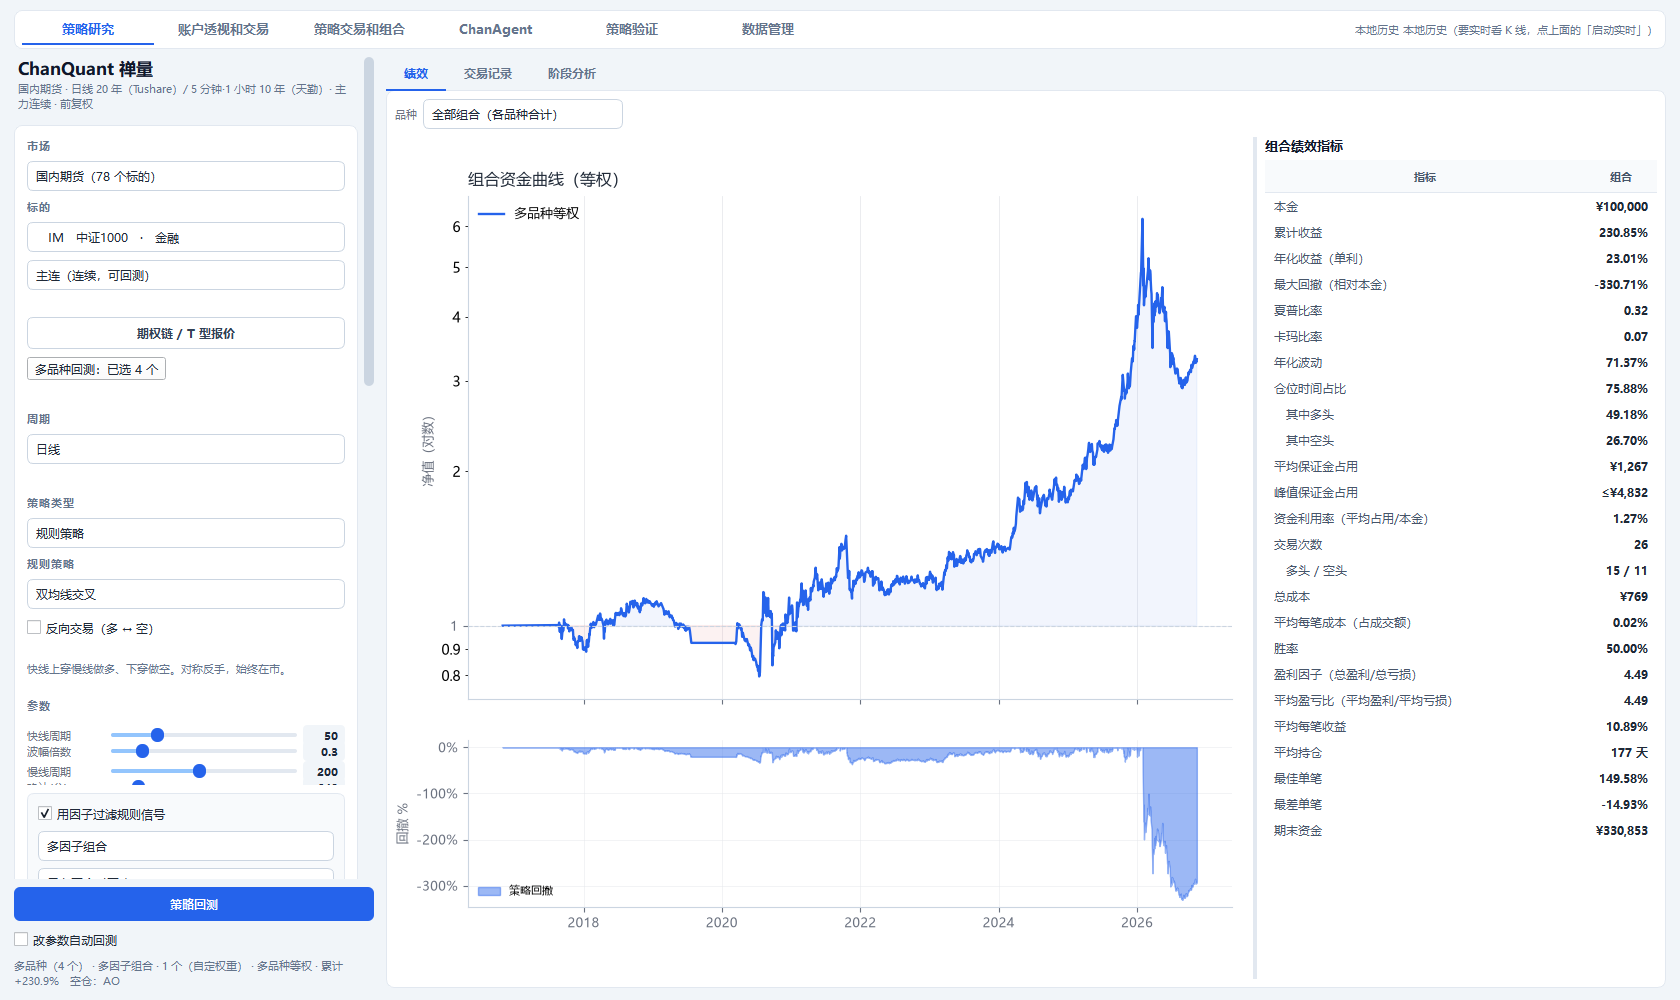 策略研究
账户透视和交易
策略交易和组合
ChanAgent
策略验证
数据管理
本地历史 本地历史（要实时看 K 线，点上面的「启动实时」）
ChanQuant 禅量
国内期货 · 日线 20 年（Tushare）/ 5 分钟·1 小时 10 年（天勤）· 主
力连续 · 前复权
市场
国内期货（78 个标的）
标的
IM 中证1000 · 金融
主连（连续，可回测）
期权链 / T 型报价
多品种回测：已选 4 个
周期
日线
策略类型
规则策略
规则策略
双均线交叉
反向交易（多 ↔ 空）
快线上穿慢线做多、下穿做空。对称反手，始终在市。
参数
快线周期 50
波幅倍数 0.3
慢线周期 200
用因子过滤规则信号
多因子组合
策略回测
改参数自动回测
多品种（4 个） · 多因子组合 · 1 个（自定权重） · 多品种等权 · 累计
+230.9% 空仓：AO
绩效
交易记录
阶段分析
品种
全部组合（各品种合计）
组合资金曲线（等权）
多品种等权
净值（对数）
6
5
4
3
2
1
0.9
0.8
回撤 %
0%
-100%
-200%
-300%
策略回撤
2018
2020
2022
2024
2026
组合绩效指标
指标 组合
本金 ¥100,000
累计收益 230.85%
年化收益（单利） 23.01%
最大回撤（相对本金） -330.71%
夏普比率 0.32
卡玛比率 0.07
年化波动 71.37%
仓位时间占比 75.88%
其中多头 49.18%
其中空头 26.70%
平均保证金占用 ¥1,267
峰值保证金占用 ≤¥4,832
资金利用率（平均占用/本金） 1.27%
交易次数 26
多头 / 空头 15 / 11
总成本 ¥769
平均每笔成本（占成交额） 0.02%
胜率 50.00%
盈利因子（总盈利/总亏损） 4.49
平均盈亏比（平均盈利/平均亏损） 4.49
平均每笔收益 10.89%
平均持仓 177 天
最佳单笔 149.58%
最差单笔 -14.93%
期末资金 ¥330,853